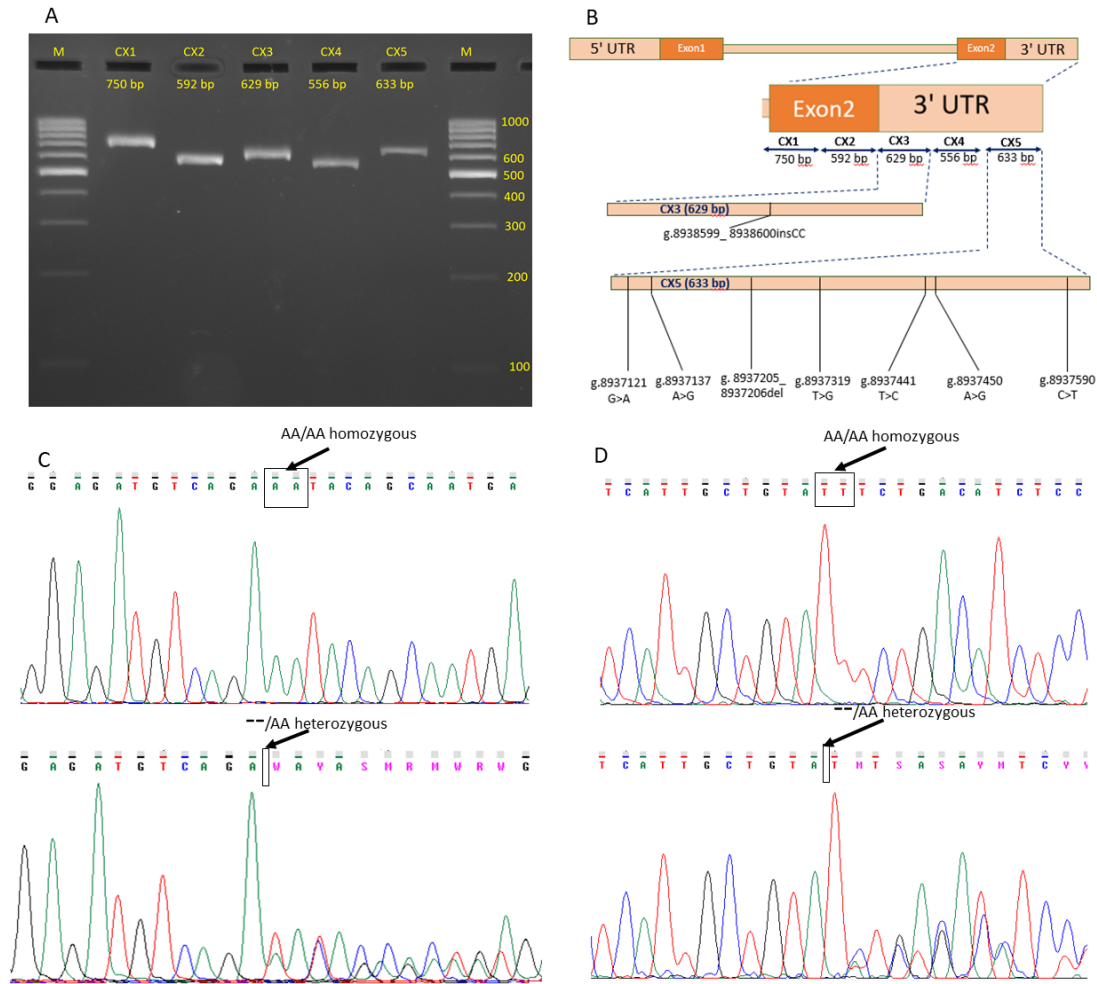 A
M CX1 CX2 CX3 CX4 CX5 M
750 bp 592 bp 629 bp 556 bp 633 bp
1000
600
500
400
300
200
100
B
5' UTR Exon1 Exon2 3' UTR
Exon2 3' UTR
CX1 CX2 CX3 CX4 CX5
750 bp 592 bp 629 bp 556 bp 633 bp
CX3 (629 bp)
g.8938599_ 8938600insCC
CX5 (633 bp)
g.8937121 G>A
g.8937137 A>G
g. 8937205_ 8937206del
g.8937319 T>G
g.8937441 T>C
g.8937450 A>G
g.8937590 C>T
C
AA/AA homozygous
G G A G A T G T C A G A A A T A C A G C A A T G A
--/AA heterozygous
G A G A T G T C A G A W A Y A S M R M W R W G
D
AA/AA homozygous
T C A T T G C T G T A T T T C T G A C A T C T C C
--/AA heterozygous
T C A T T G C T G T A T M T S A S A Y M T C Y Y